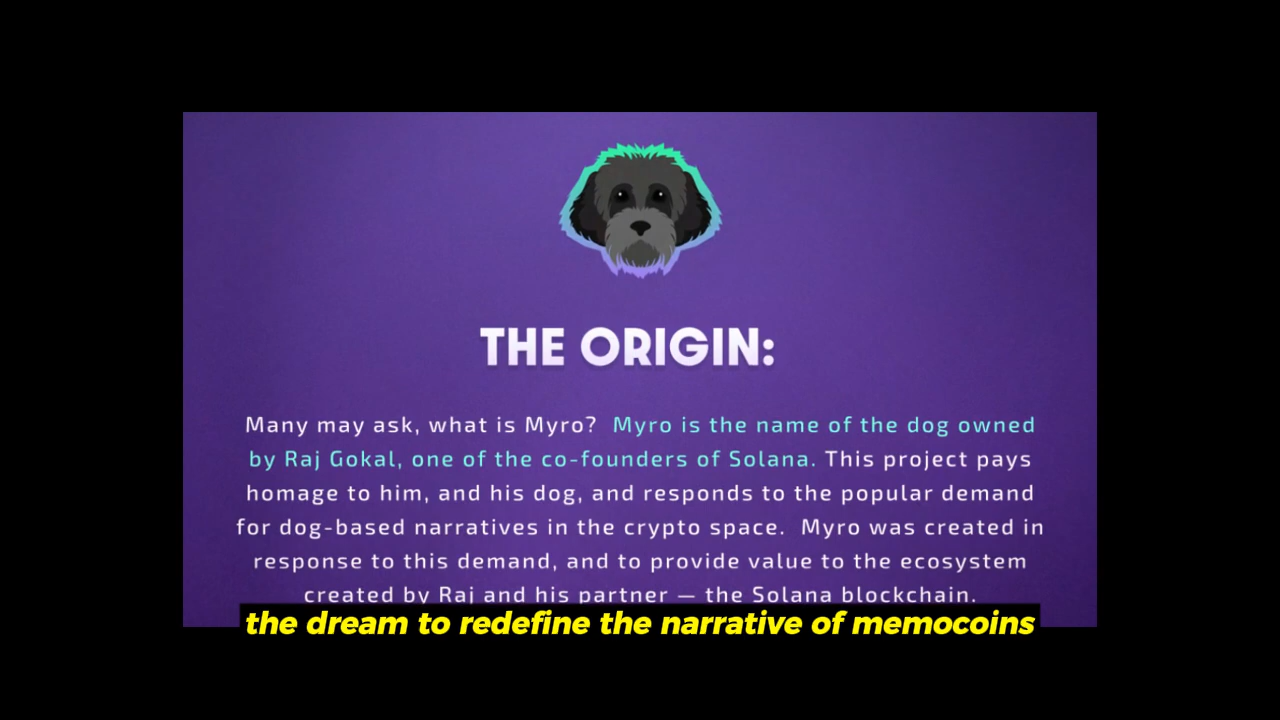 THE ORIGIN:
Many may ask, what is Myro? Myro is the name of the dog owned
by Raj Gokal, one of the co-founders of Solana. This project pays
homage to him, and his dog, and responds to the popular demand
for dog-based narratives in the crypto space. Myro was created in
response to this demand, and to provide value to the ecosystem
created by Raj and his partner — the Solana blockchain.
the dream to redefine the narrative of memocoins